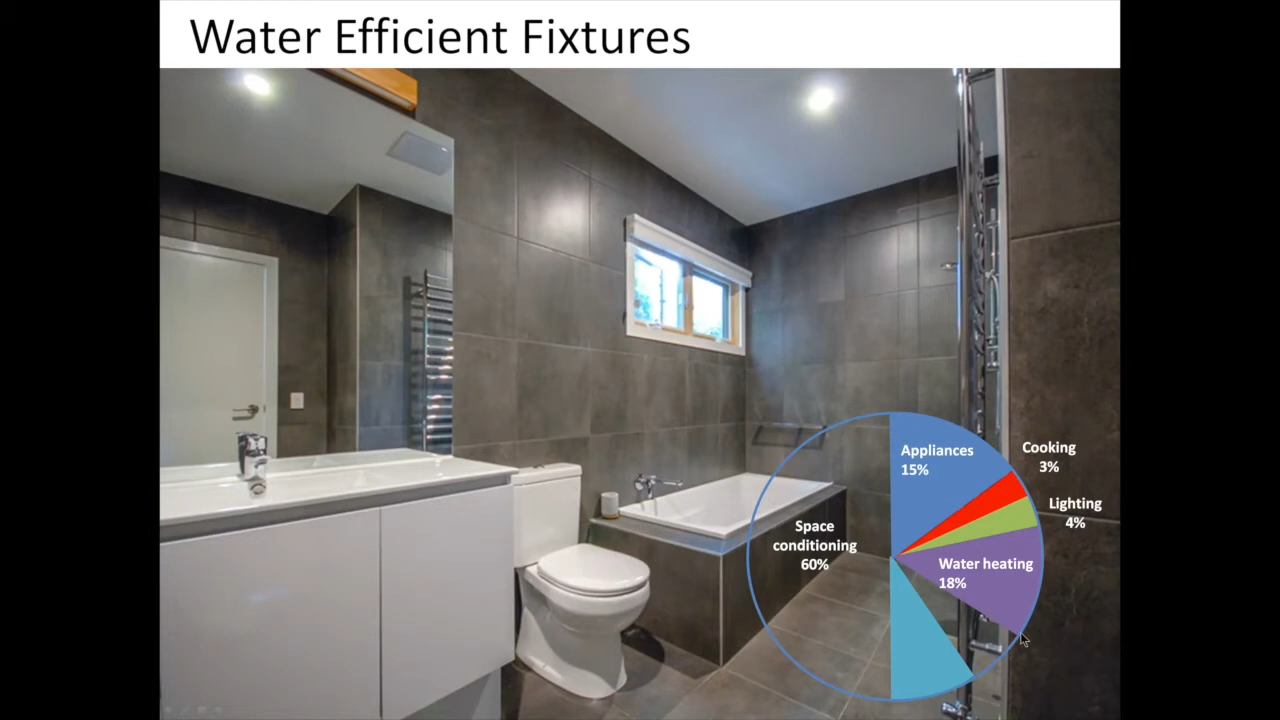 Water Efficient Fixtures
Appliances
15%
Cooking
3%
Lighting
4%
Space
conditioning
60%
Water heating
18%